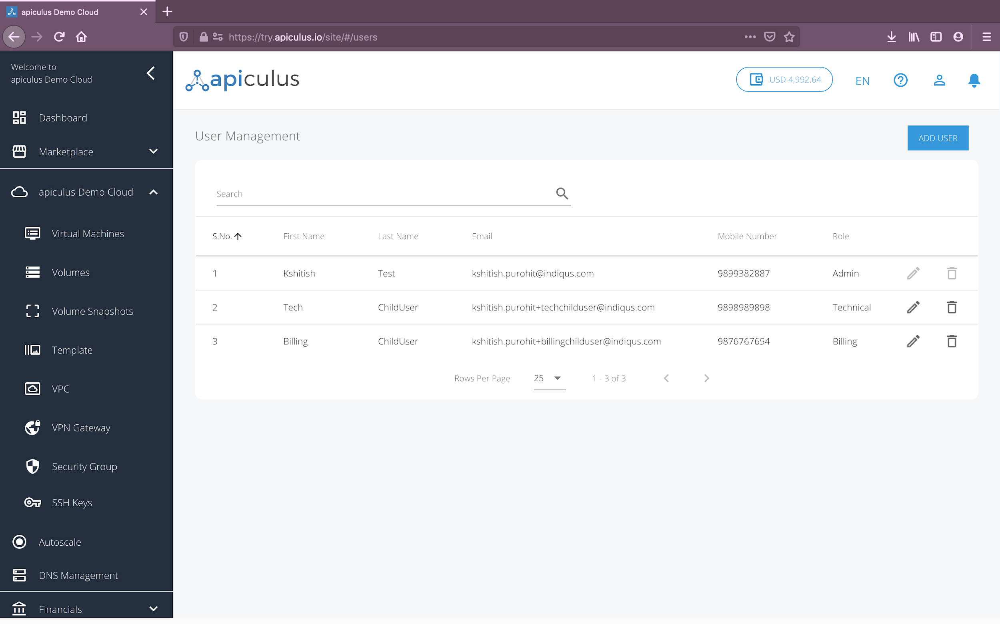 apiculus Demo Cloud
https://try.apiculus.io/site/#/users
Welcome to
apiculus Demo Cloud
Dashboard
Marketplace
apiculus Demo Cloud
Virtual Machines
Volumes
Volume Snapshots
Template
VPC
VPN Gateway
Security Group
SSH Keys
Autoscale
DNS Management
Financials
apiculus
USD 4,992.64
EN
User Management
ADD USER
Search
S.No. First Name Last Name Email Mobile Number Role
1 Kshitish Test kshitish.purohit@indiqus.com 9899382887 Admin
2 Tech ChildUser kshitish.purohit+techchilduser@indiqus.com 9898989898 Technical
3 Billing ChildUser kshitish.purohit+billingchilduser@indiqus.com 9876767654 Billing
Rows Per Page 25 1 - 3 of 3